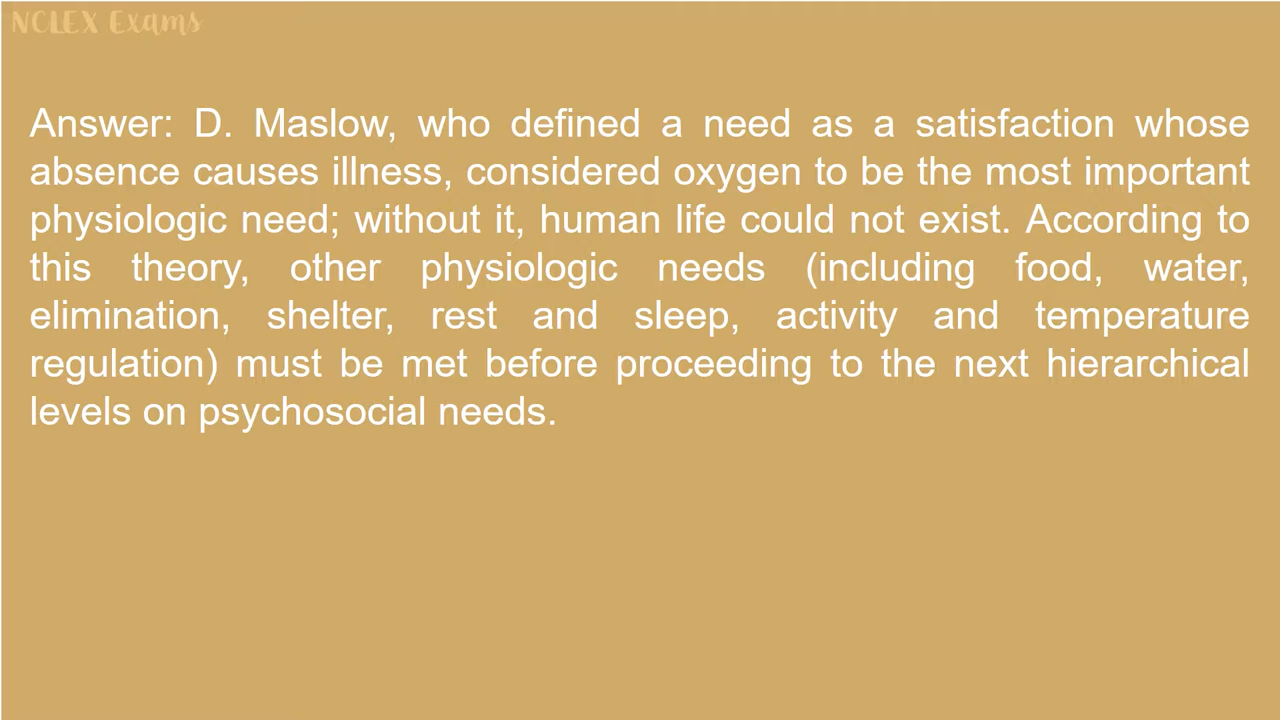 NCLEX Exams
Answer: D. Maslow, who defined a need as a satisfaction whose
absence causes illness, considered oxygen to be the most important
physiologic need; without it, human life could not exist. According to
this theory, other physiologic needs (including food, water,
elimination, shelter, rest and sleep, activity and temperature
regulation) must be met before proceeding to the next hierarchical
levels on psychosocial needs.